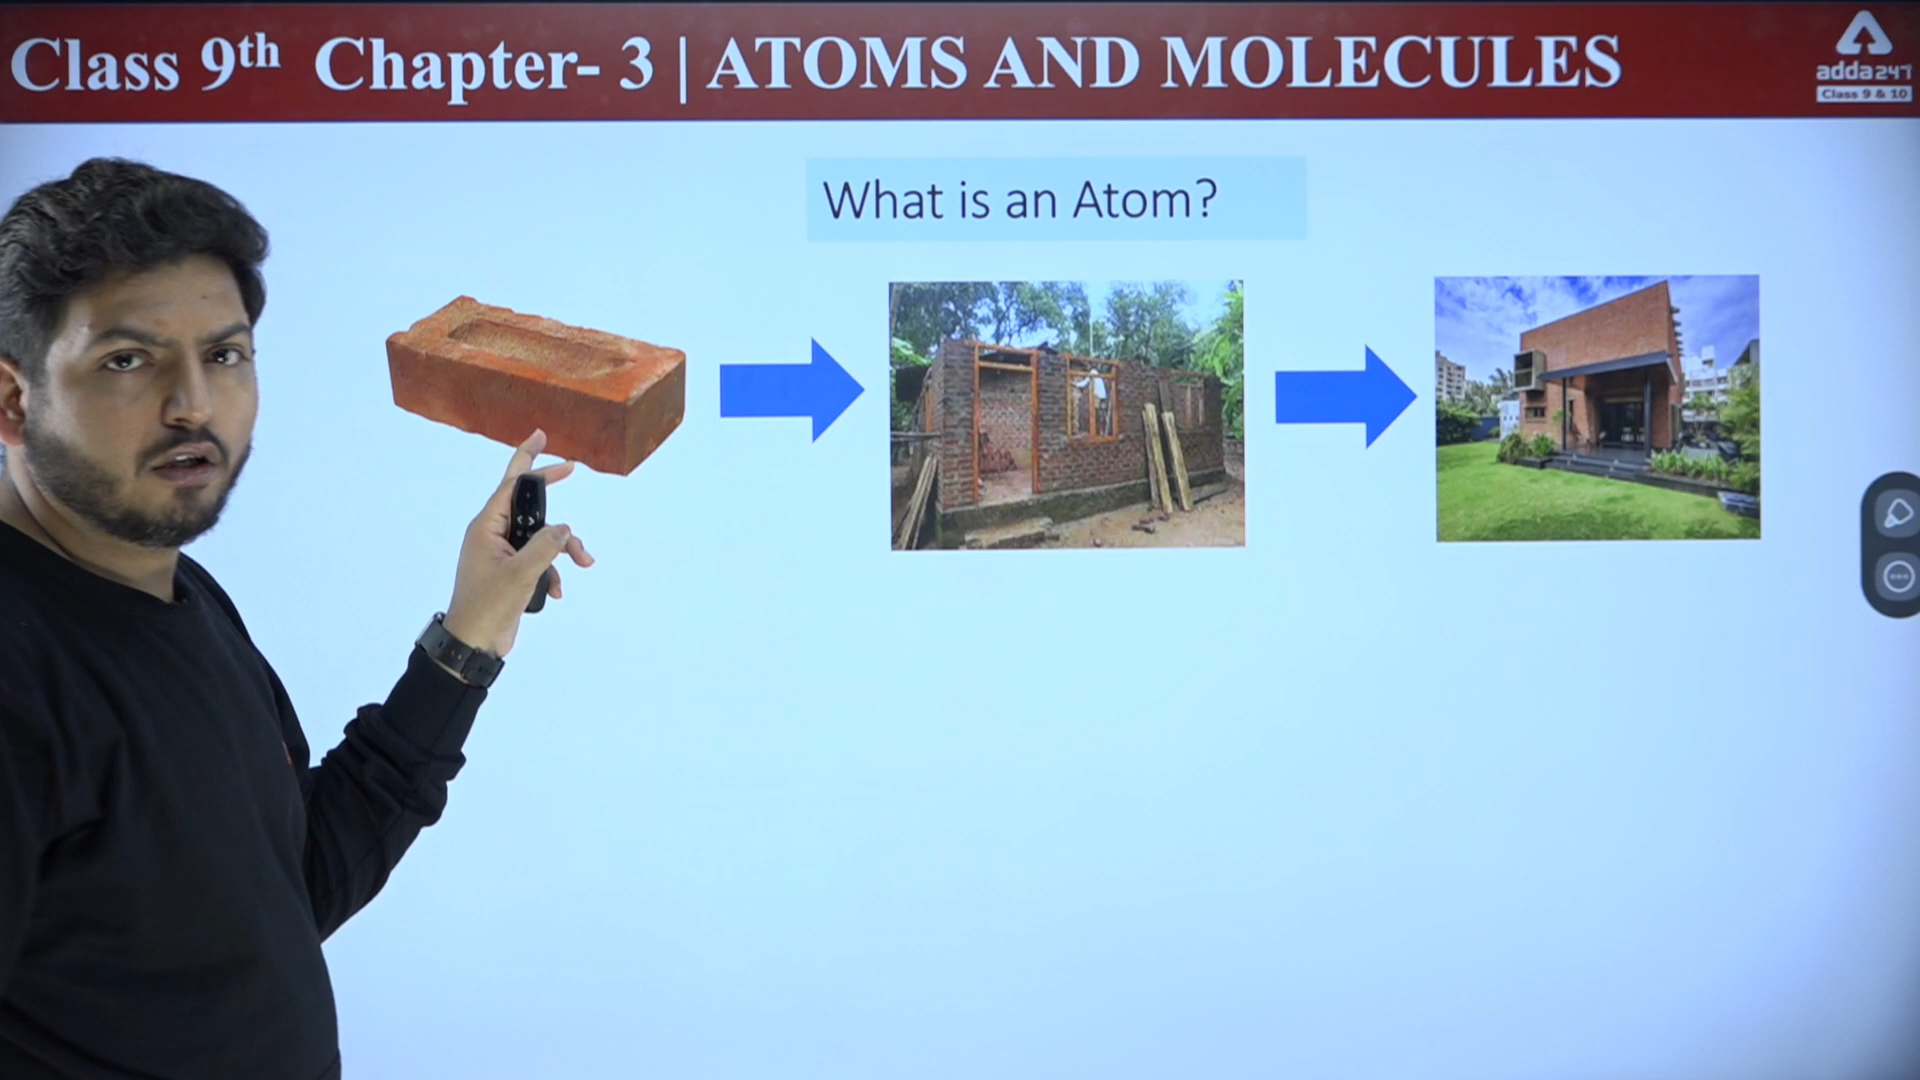 Class 9th Chapter- 3 | ATOMS AND MOLECULES
adda247
Class 9 & 10
What is an Atom?